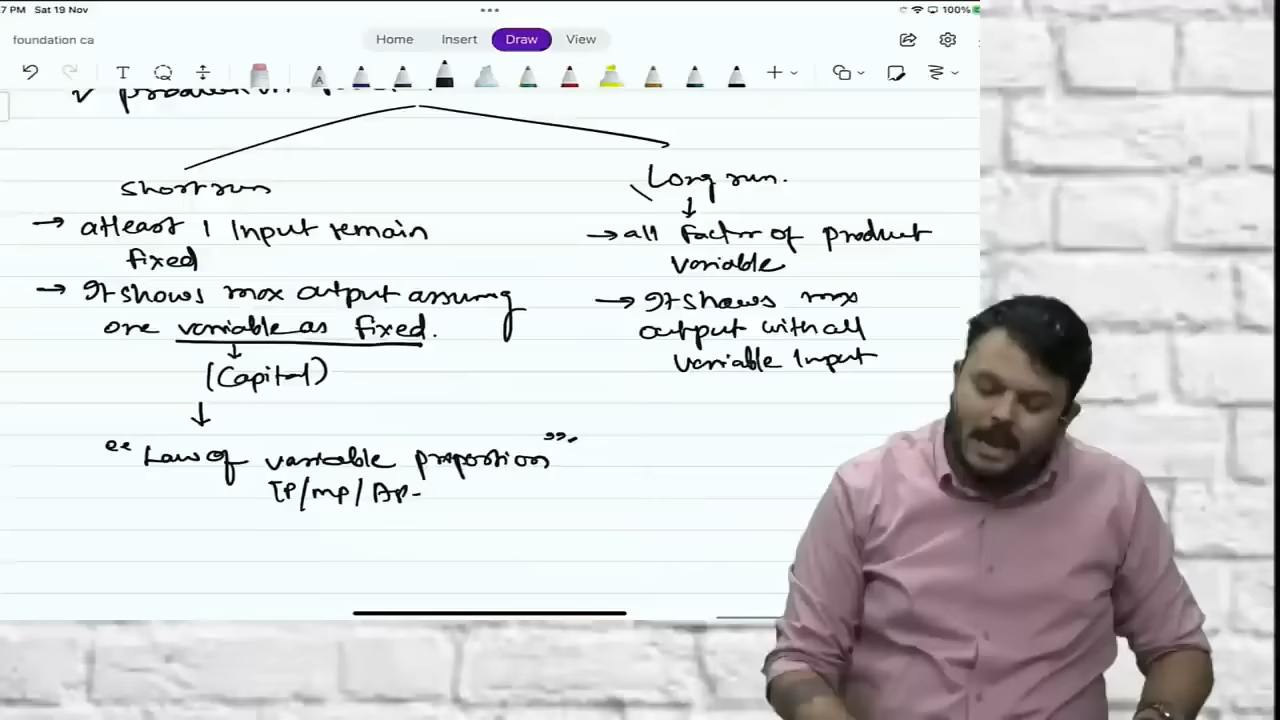 7 PM Sat 19 Nov
100%
foundation ca
Home Insert Draw View
T
A
Short run
Long run.
→ atleast 1 Input remain
fixed
→ all factor of product
variable
→ It shows max output assuming
one variable as fixed.
→ It shows max
output with all
variable Input
(Capital)
"Law of variable proportion".
TP/MP/AP-